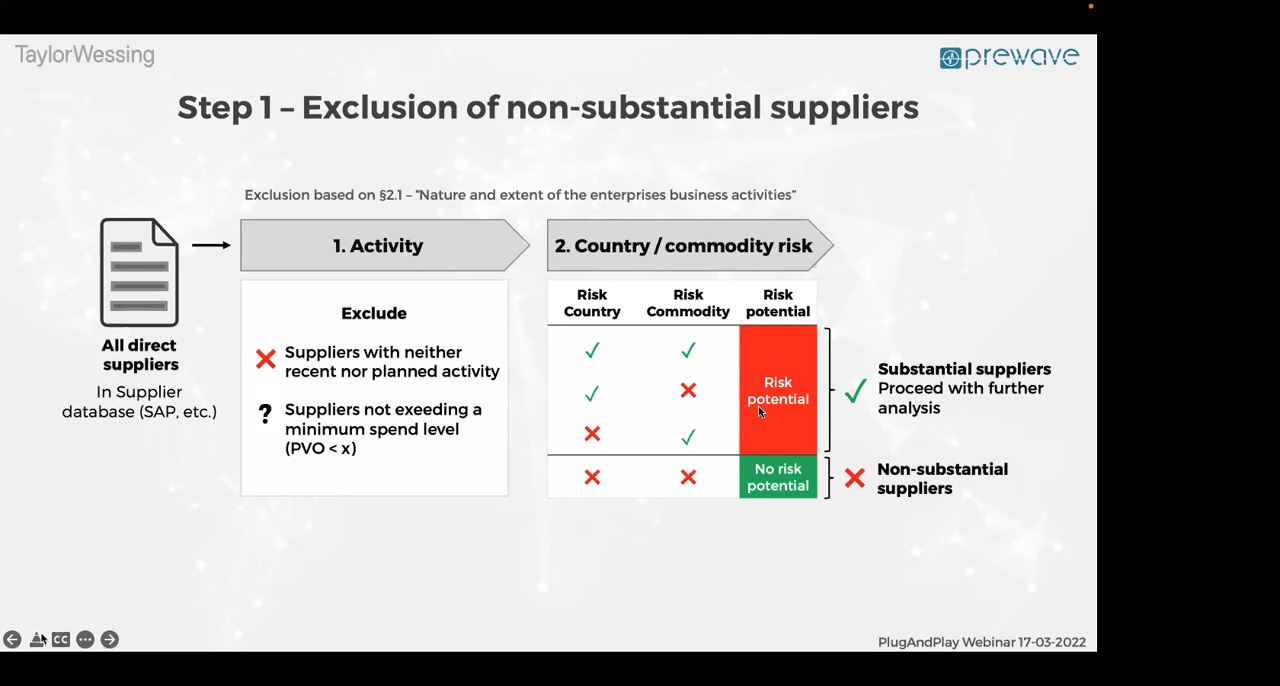 TaylorWessing
prewave
Step 1 – Exclusion of non-substantial suppliers
Exclusion based on §2.1 – “Nature and extent of the enterprises business activities”
All direct
suppliers
In Supplier
database (SAP, etc.)
1. Activity
Exclude
Suppliers with neither
recent nor planned activity
?
Suppliers not exeeding a
minimum spend level
(PVO < x)
2. Country / commodity risk
Risk
Country
Risk
Commodity
Risk
potential
Risk
potential
No risk
potential
Substantial suppliers
Proceed with further
analysis
Non-substantial
suppliers
CC
PlugAndPlay Webinar 17-03-2022